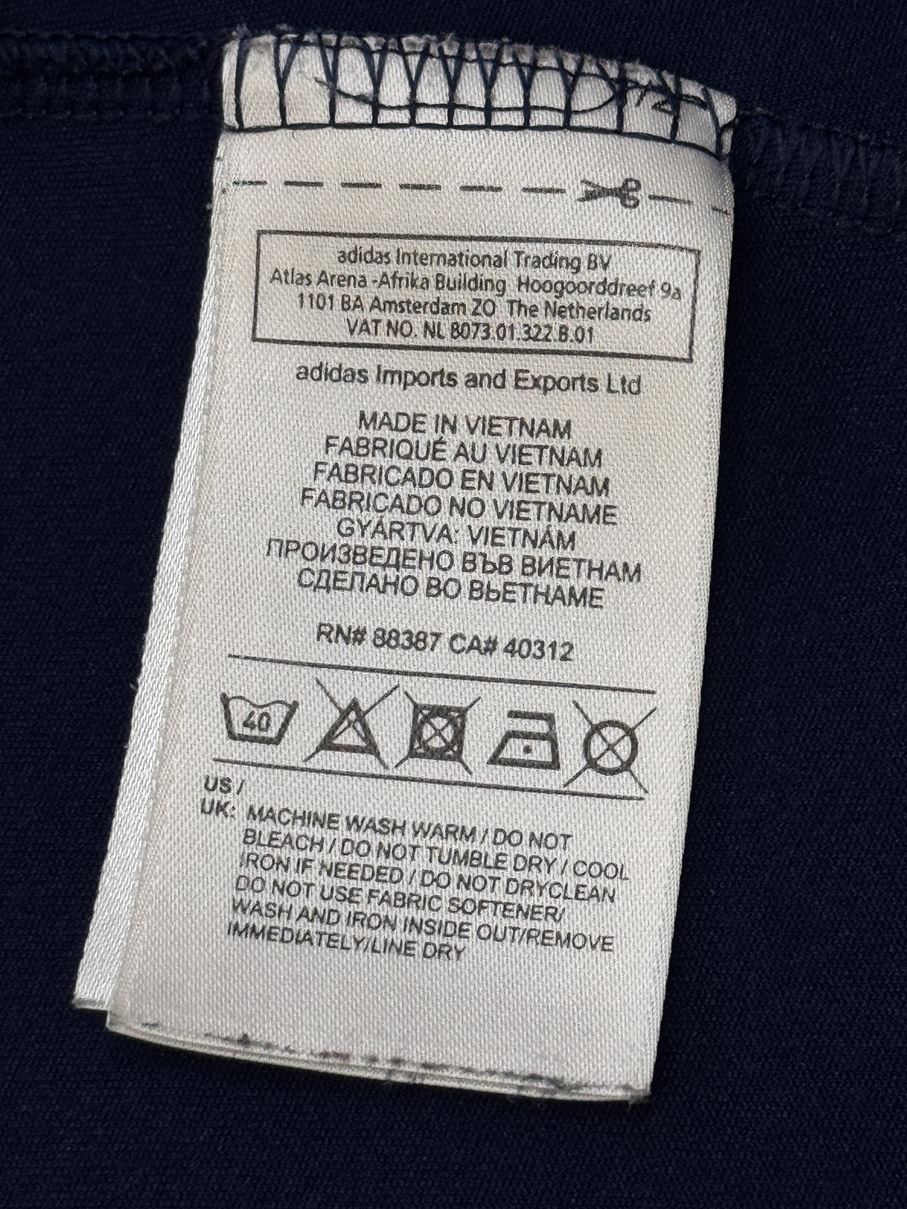 adidas International Trading BV
Atlas Arena -Afrika Building Hoogoorddreef 9a
1101 BA Amsterdam ZO The Netherlands
VAT NO. NL 8073.01.322.B.01
adidas Imports and Exports Ltd
MADE IN VIETNAM
FABRIQUÉ AU VIETNAM
FABRICADO EN VIETNAM
FABRICADO NO VIETNAME
GYÁRTVA: VIETNÁM
ПРОИЗВЕДЕНО ВЪВ ВИЕТНАМ
СДЕЛАНО ВО ВЬЕТНАМЕ
RN# 88387 CA# 40312
40
US /
UK: MACHINE WASH WARM / DO NOT
BLEACH / DO NOT TUMBLE DRY / COOL
IRON IF NEEDED / DO NOT DRYCLEAN
DO NOT USE FABRIC SOFTENER/
WASH AND IRON INSIDE OUT/REMOVE
IMMEDIATELY/LINE DRY